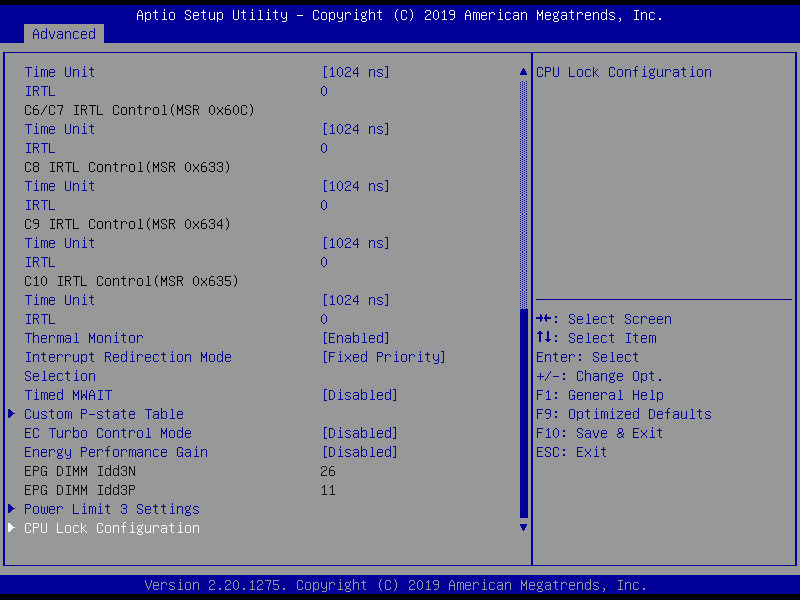 Aptio Setup Utility – Copyright (C) 2019 American Megatrends, Inc.
Advanced
Time Unit [1024 ns]
IRTL 0
C6/C7 IRTL Control(MSR 0x60C)
Time Unit [1024 ns]
IRTL 0
C8 IRTL Control(MSR 0x633)
Time Unit [1024 ns]
IRTL 0
C9 IRTL Control(MSR 0x634)
Time Unit [1024 ns]
IRTL 0
C10 IRTL Control(MSR 0x635)
Time Unit [1024 ns]
IRTL 0
Thermal Monitor [Enabled]
Interrupt Redirection Mode [Fixed Priority]
Selection
Timed MWAIT [Disabled]
Custom P-state Table
EC Turbo Control Mode [Disabled]
Energy Performance Gain [Disabled]
EPG DIMM Idd3N 26
EPG DIMM Idd3P 11
Power Limit 3 Settings
CPU Lock Configuration
CPU Lock Configuration
→←: Select Screen
↑↓: Select Item
Enter: Select
+/-: Change Opt.
F1: General Help
F9: Optimized Defaults
F10: Save & Exit
ESC: Exit
Version 2.20.1275. Copyright (C) 2019 American Megatrends, Inc.